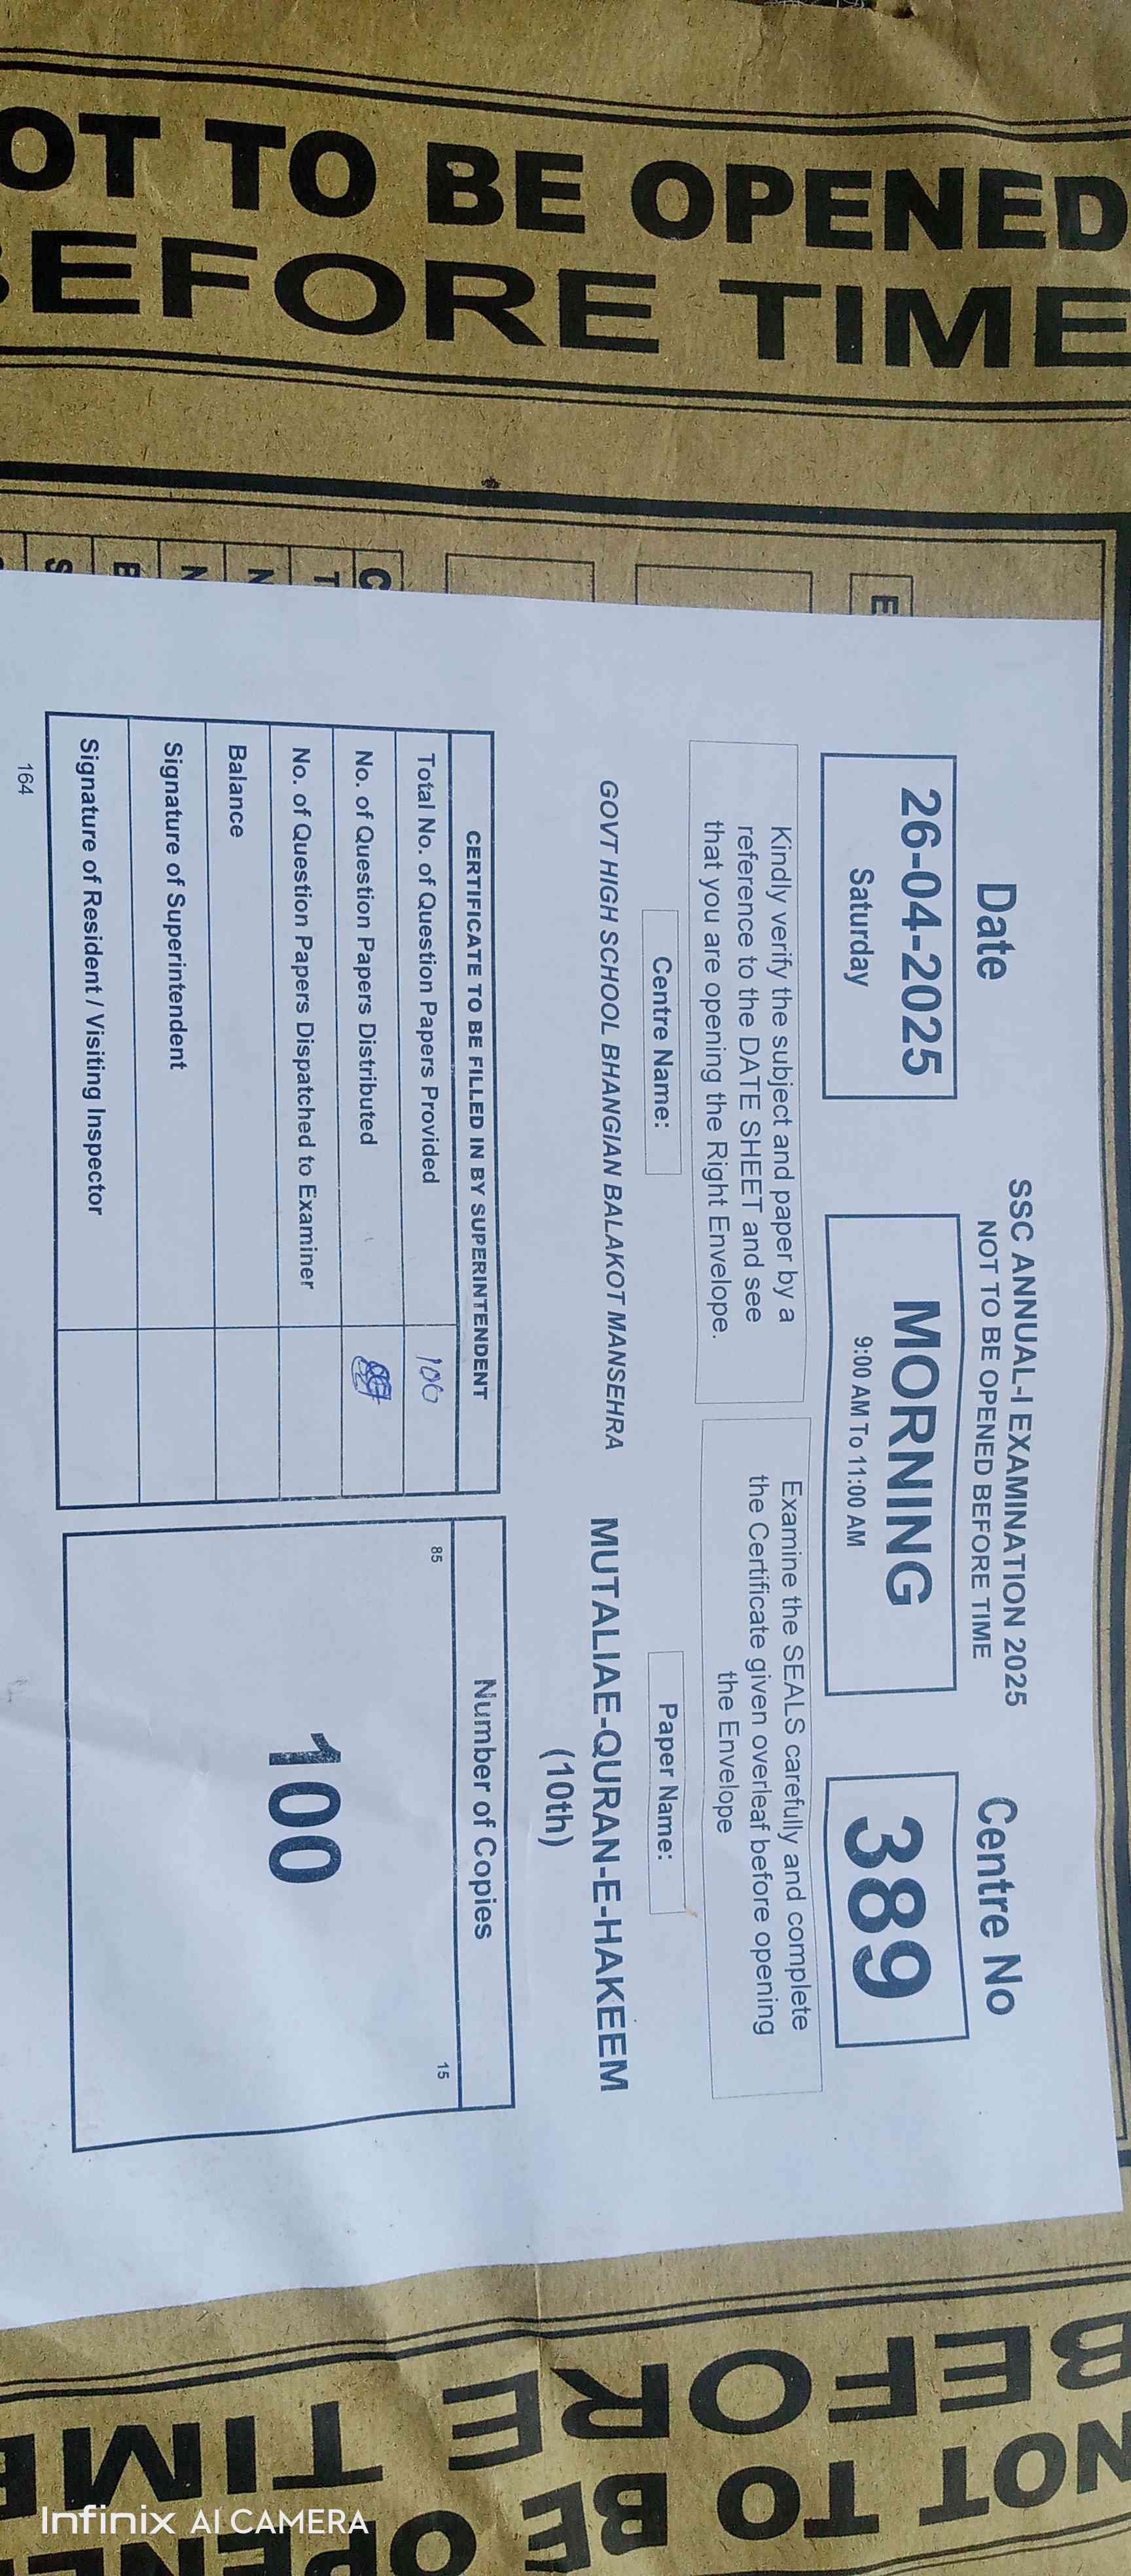 OT TO BE OPENED
BEFORE TIME
SSC ANNUAL-I EXAMINATION 2025
NOT TO BE OPENED BEFORE TIME
Date
26-04-2025
Saturday
MORNING
9:00 AM To 11:00 AM
Centre No
389
Kindly verify the subject and paper by a
reference to the DATE SHEET and see
that you are opening the Right Envelope.
Examine the SEALS carefully and complete
the Certificate given overleaf before opening
the Envelope
Centre Name:
GOVT HIGH SCHOOL BHANGIAN BALAKOT MANSEHRA
Paper Name:
MUTALIAE-QURAN-E-HAKEEM
(10th)
CERTIFICATE TO BE FILLED IN BY SUPERINTENDENT
Total No. of Question Papers Provided 100
No. of Question Papers Distributed
No. of Question Papers Dispatched to Examiner
Balance
Signature of Superintendent
Signature of Resident / Visiting Inspector
164
Number of Copies
85 15
100
E
C
T
N
N
B
S
NOT TO BE OPENE
BEFORE TIME
Infinix AI CAMERA